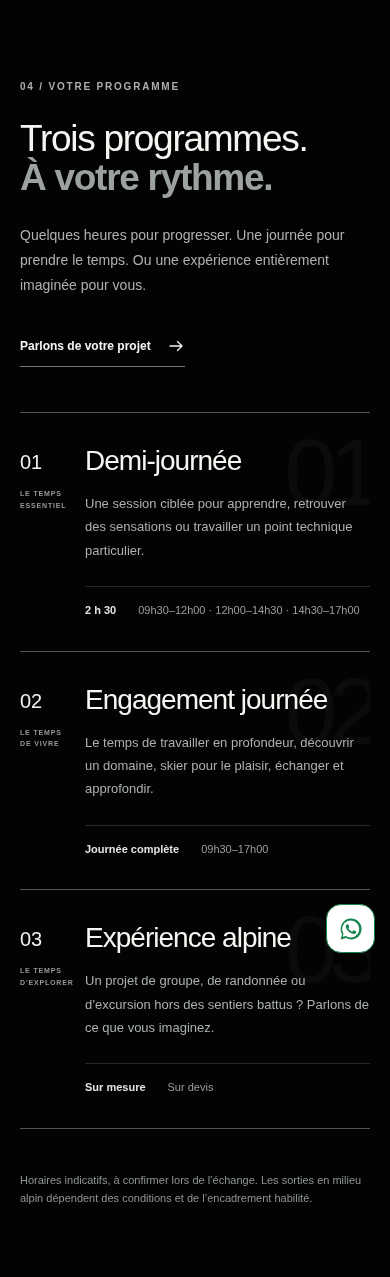 04 / VOTRE PROGRAMME
Trois programmes.
À votre rythme.
Quelques heures pour progresser. Une journée pour
prendre le temps. Ou une expérience entièrement
imaginée pour vous.
Parlons de votre projet →
01
01
Demi-journée
LE TEMPS
ESSENTIEL
Une session ciblée pour apprendre, retrouver
des sensations ou travailler un point technique
particulier.
2 h 30 09h30–12h00 · 12h00–14h30 · 14h30–17h00
02
02
Engagement journée
LE TEMPS
DE VIVRE
Le temps de travailler en profondeur, découvrir
un domaine, skier pour le plaisir, échanger et
approfondir.
Journée complète 09h30–17h00
03
03
Expérience alpine
LE TEMPS
D’EXPLORER
Un projet de groupe, de randonnée ou
d’excursion hors des sentiers battus ? Parlons de
ce que vous imaginez.
Sur mesure Sur devis
Horaires indicatifs, à confirmer lors de l’échange. Les sorties en milieu
alpin dépendent des conditions et de l’encadrement habilité.